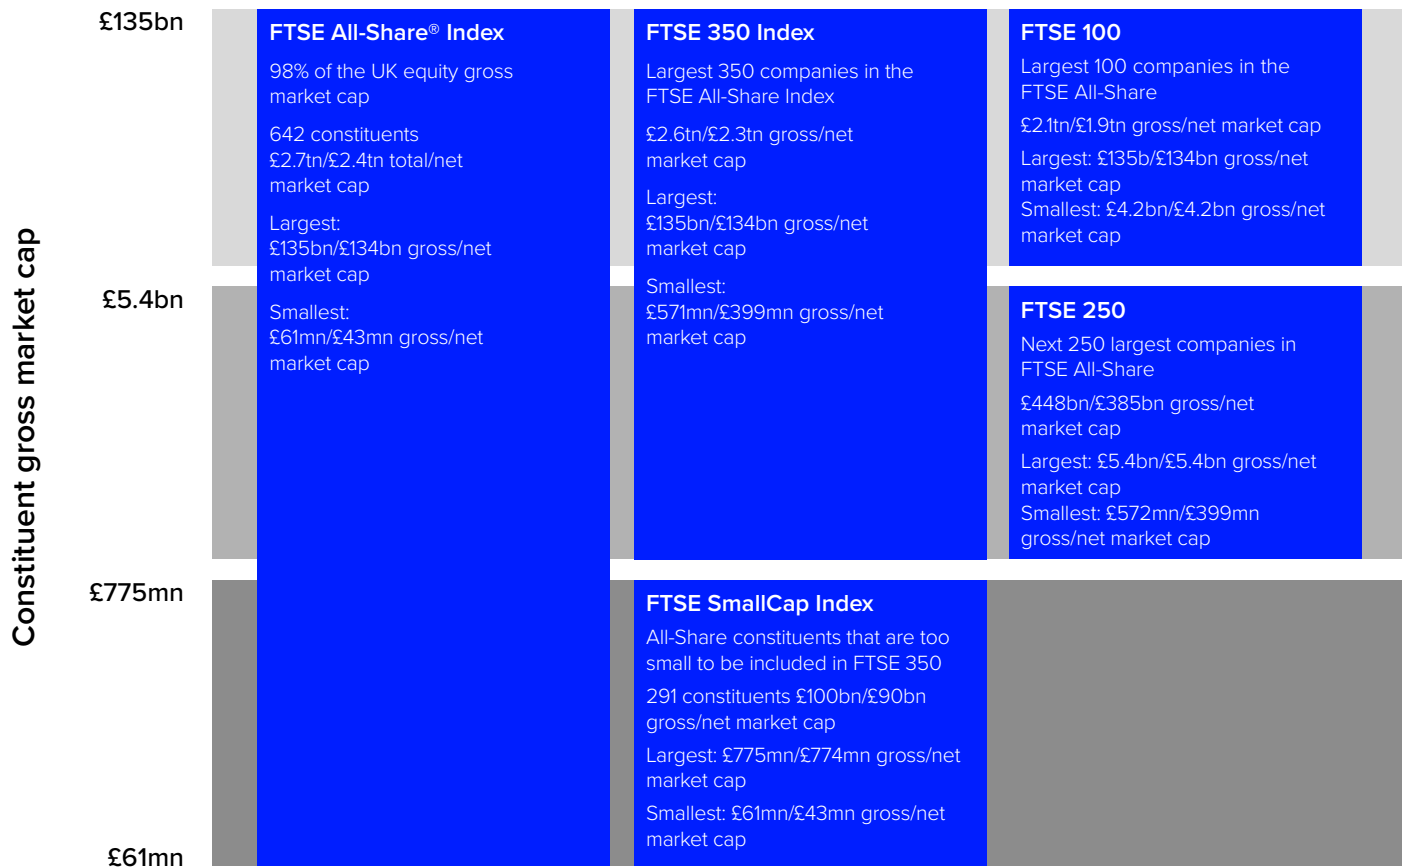 Constituent gross market cap
£135bn
£5.4bn
£775mn
£61mn
FTSE All-Share® Index
98% of the UK equity gross
market cap
642 constituents
£2.7tn/£2.4tn total/net
market cap
Largest:
£135bn/£134bn gross/net
market cap
Smallest:
£61mn/£43mn gross/net
market cap
FTSE 350 Index
Largest 350 companies in the
FTSE All-Share Index
£2.6tn/£2.3tn gross/net
market cap
Largest:
£135bn/£134bn gross/net
market cap
Smallest:
£571mn/£399mn gross/net
market cap
FTSE 100
Largest 100 companies in the
FTSE All-Share
£2.1tn/£1.9tn gross/net market cap
Largest: £135b/£134bn gross/net
market cap
Smallest: £4.2bn/£4.2bn gross/net
market cap
FTSE 250
Next 250 largest companies in
FTSE All-Share
£448bn/£385bn gross/net
market cap
Largest: £5.4bn/£5.4bn gross/net
market cap
Smallest: £572mn/£399mn
gross/net market cap
FTSE SmallCap Index
All-Share constituents that are too
small to be included in FTSE 350
291 constituents £100bn/£90bn
gross/net market cap
Largest: £775mn/£774mn gross/net
market cap
Smallest: £61mn/£43mn gross/net
market cap